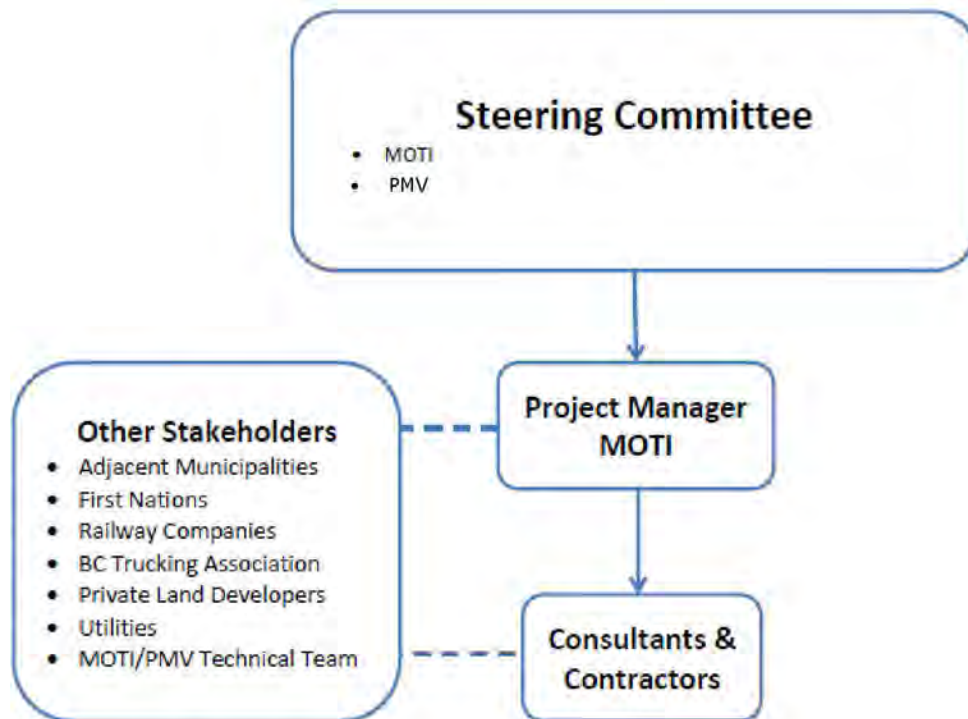 Steering Committee
• MOTI
• PMV
Project Manager
MOTI
Other Stakeholders
• Adjacent Municipalities
• First Nations
• Railway Companies
• BC Trucking Association
• Private Land Developers
• Utilities
• MOTI/PMV Technical Team
Consultants &
Contractors